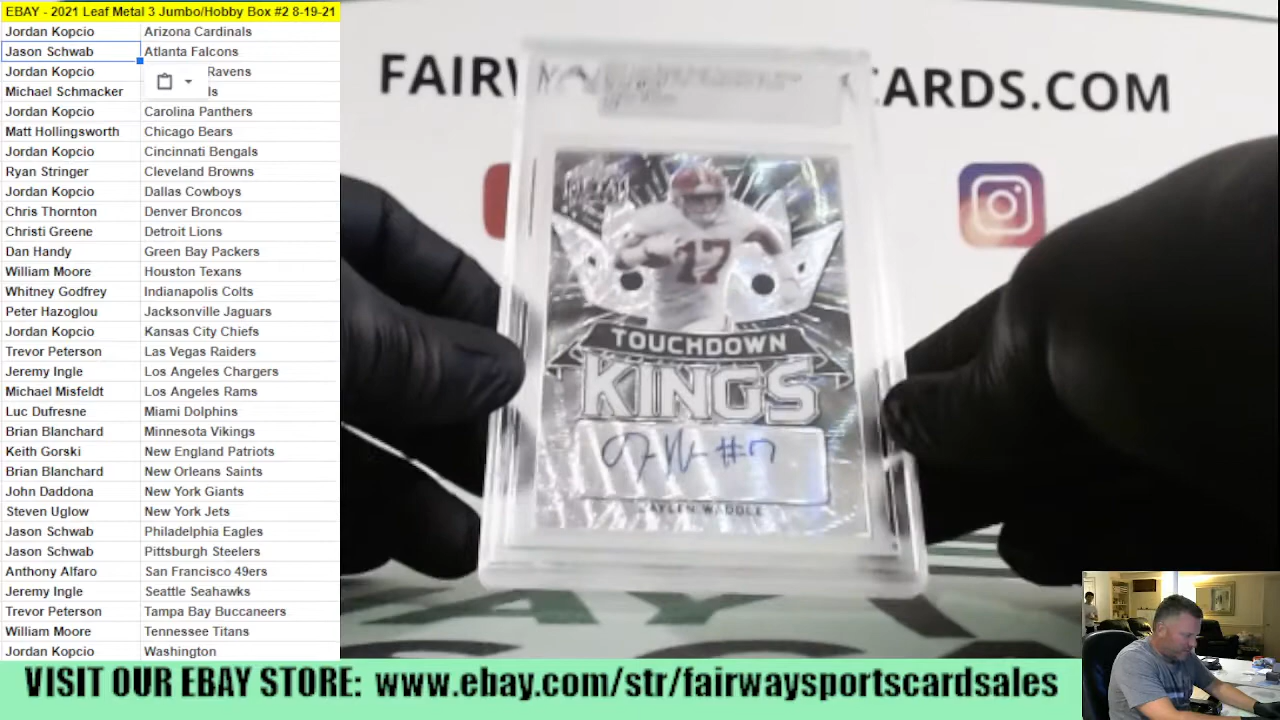 EBAY - 2021 Leaf Metal 3 Jumbo/Hobby Box #2 8-19-21
Jordan Kopcio Arizona Cardinals
Jason Schwab Atlanta Falcons
Jordan Kopcio Ravens
Michael Schmacker ls
Jordan Kopcio Carolina Panthers
Matt Hollingsworth Chicago Bears
Jordan Kopcio Cincinnati Bengals
Ryan Stringer Cleveland Browns
Jordan Kopcio Dallas Cowboys
Chris Thornton Denver Broncos
Christi Greene Detroit Lions
Dan Handy Green Bay Packers
William Moore Houston Texans
Whitney Godfrey Indianapolis Colts
Peter Hazoglou Jacksonville Jaguars
Jordan Kopcio Kansas City Chiefs
Trevor Peterson Las Vegas Raiders
Jeremy Ingle Los Angeles Chargers
Michael Misfeldt Los Angeles Rams
Luc Dufresne Miami Dolphins
Brian Blanchard Minnesota Vikings
Keith Gorski New England Patriots
Brian Blanchard New Orleans Saints
John Daddona New York Giants
Steven Uglow New York Jets
Jason Schwab Philadelphia Eagles
Jason Schwab Pittsburgh Steelers
Anthony Alfaro San Francisco 49ers
Jeremy Ingle Seattle Seahawks
Trevor Peterson Tampa Bay Buccaneers
William Moore Tennessee Titans
Jordan Kopcio Washington
FAIRW CARDS.COM
METAL
17
TOUCHDOWN
KINGS
#17
JAYLEN WADDLE
VISIT OUR EBAY STORE: www.ebay.com/str/fairwaysportscardsales